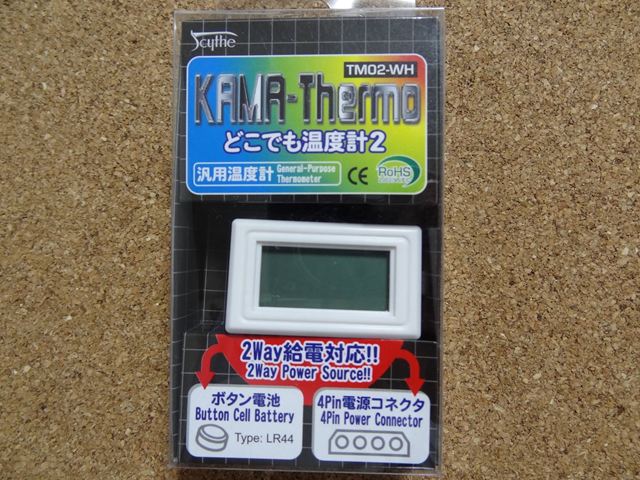 Scythe
TM02-WH
KAMA-Thermo
どこでも温度計2
汎用温度計 General-Purpose Thermometer
CE RoHS
2Way給電対応!!
2Way Power Source!!
ボタン電池
Button Cell Battery
Type: LR44
4Pin電源コネクタ
4Pin Power Connector